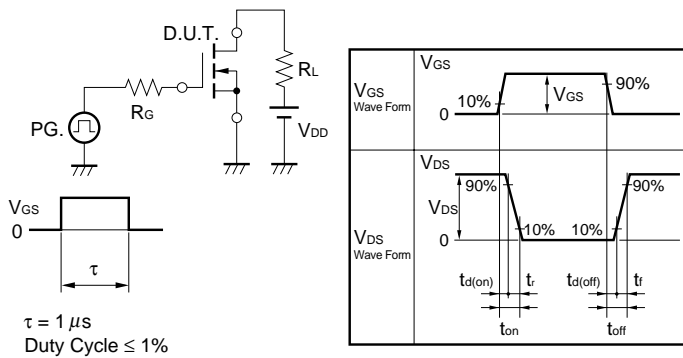 D.U.T.
RL
RG
PG.
VDD
VGS
0
τ
τ = 1 μs
Duty Cycle ≤ 1%
VGS
Wave Form
VGS
10%
VGS
90%
0
VDS
Wave Form
VDS
90%
VDS
10%
0
10%
90%
td(on)
tr
td(off)
tf
ton
toff